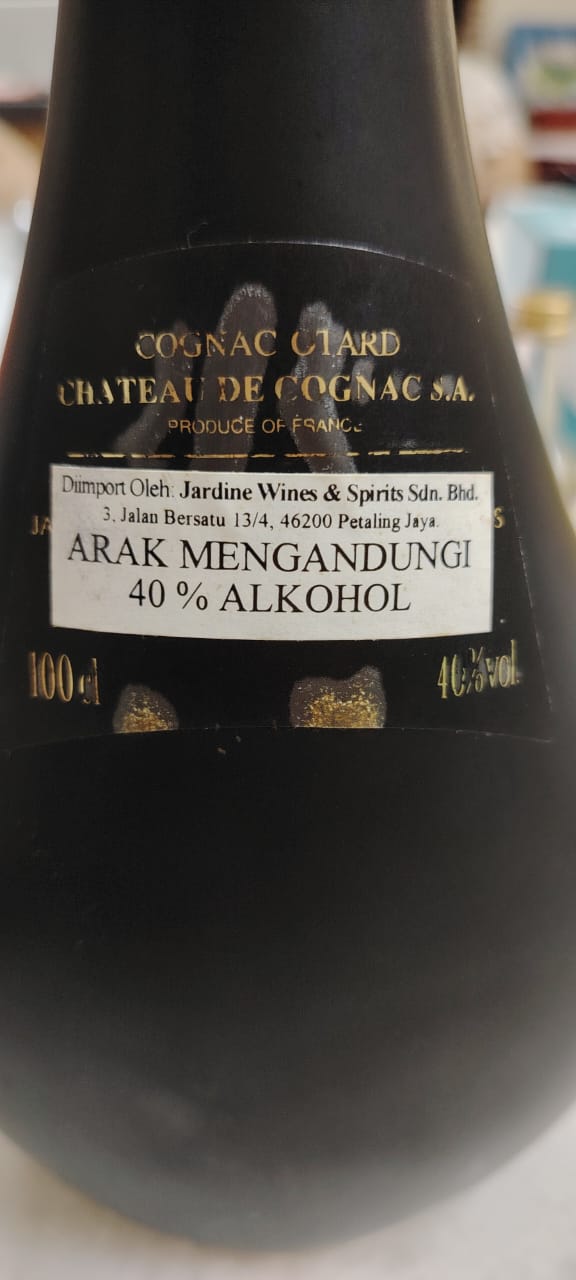 COGNAC OTARD
CHATEAU DE COGNAC S.A.
PRODUCE OF FRANCE
Diimport Oleh: Jardine Wines & Spirits Sdn. Bhd.
3, Jalan Bersatu 13/4, 46200 Petaling Jaya.
ARAK MENGANDUNGI
40 % ALKOHOL
100 cl 40%vol